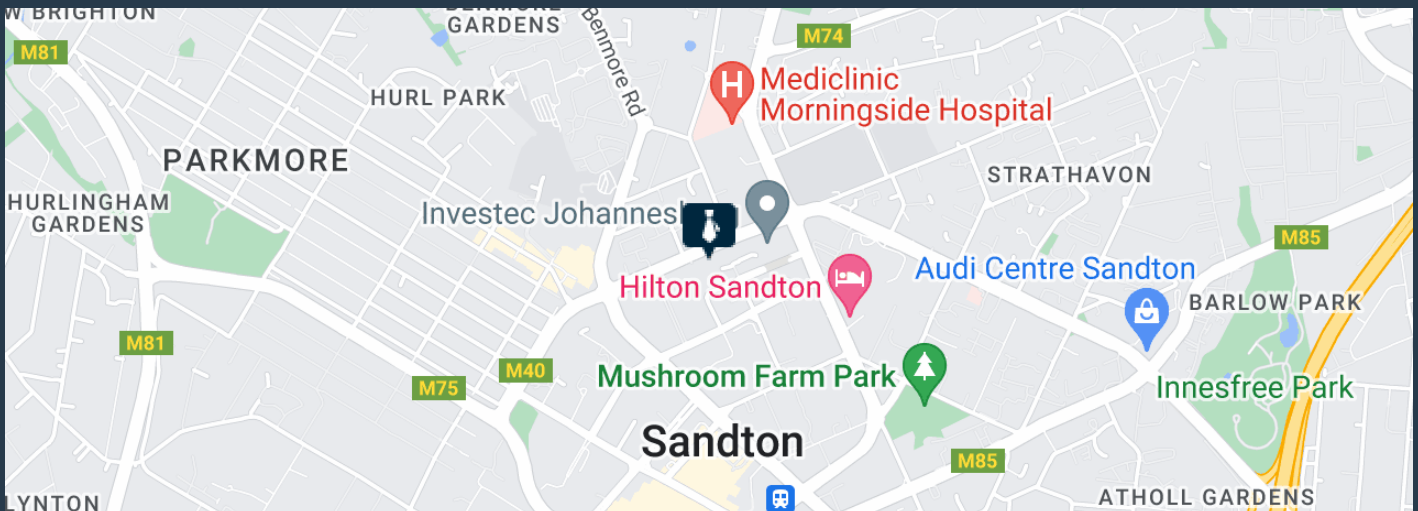 W BRIGHTON
BENMORE
GARDENS
M74
M81
Benmore Rd
Mediclinic
Morningside Hospital
HURL PARK
PARKMORE
STRATHAVON
HURLINGHAM
GARDENS
Investec
M85
Audi Centre Sandton
Hilton Sandton
BARLOW PARK
M81
M40
M75
Mushroom Farm Park
Innesfree Park
Sandton
M85
LYNTON
ATHOLL GARDENS
H